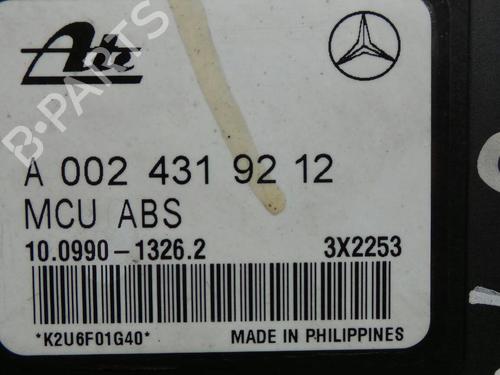 Ate
A 002 431 92 12
MCU ABS
10.0990-1326.2 3X2253
*K2U6F01G40* MADE IN PHILIPPINES
B-PARTS